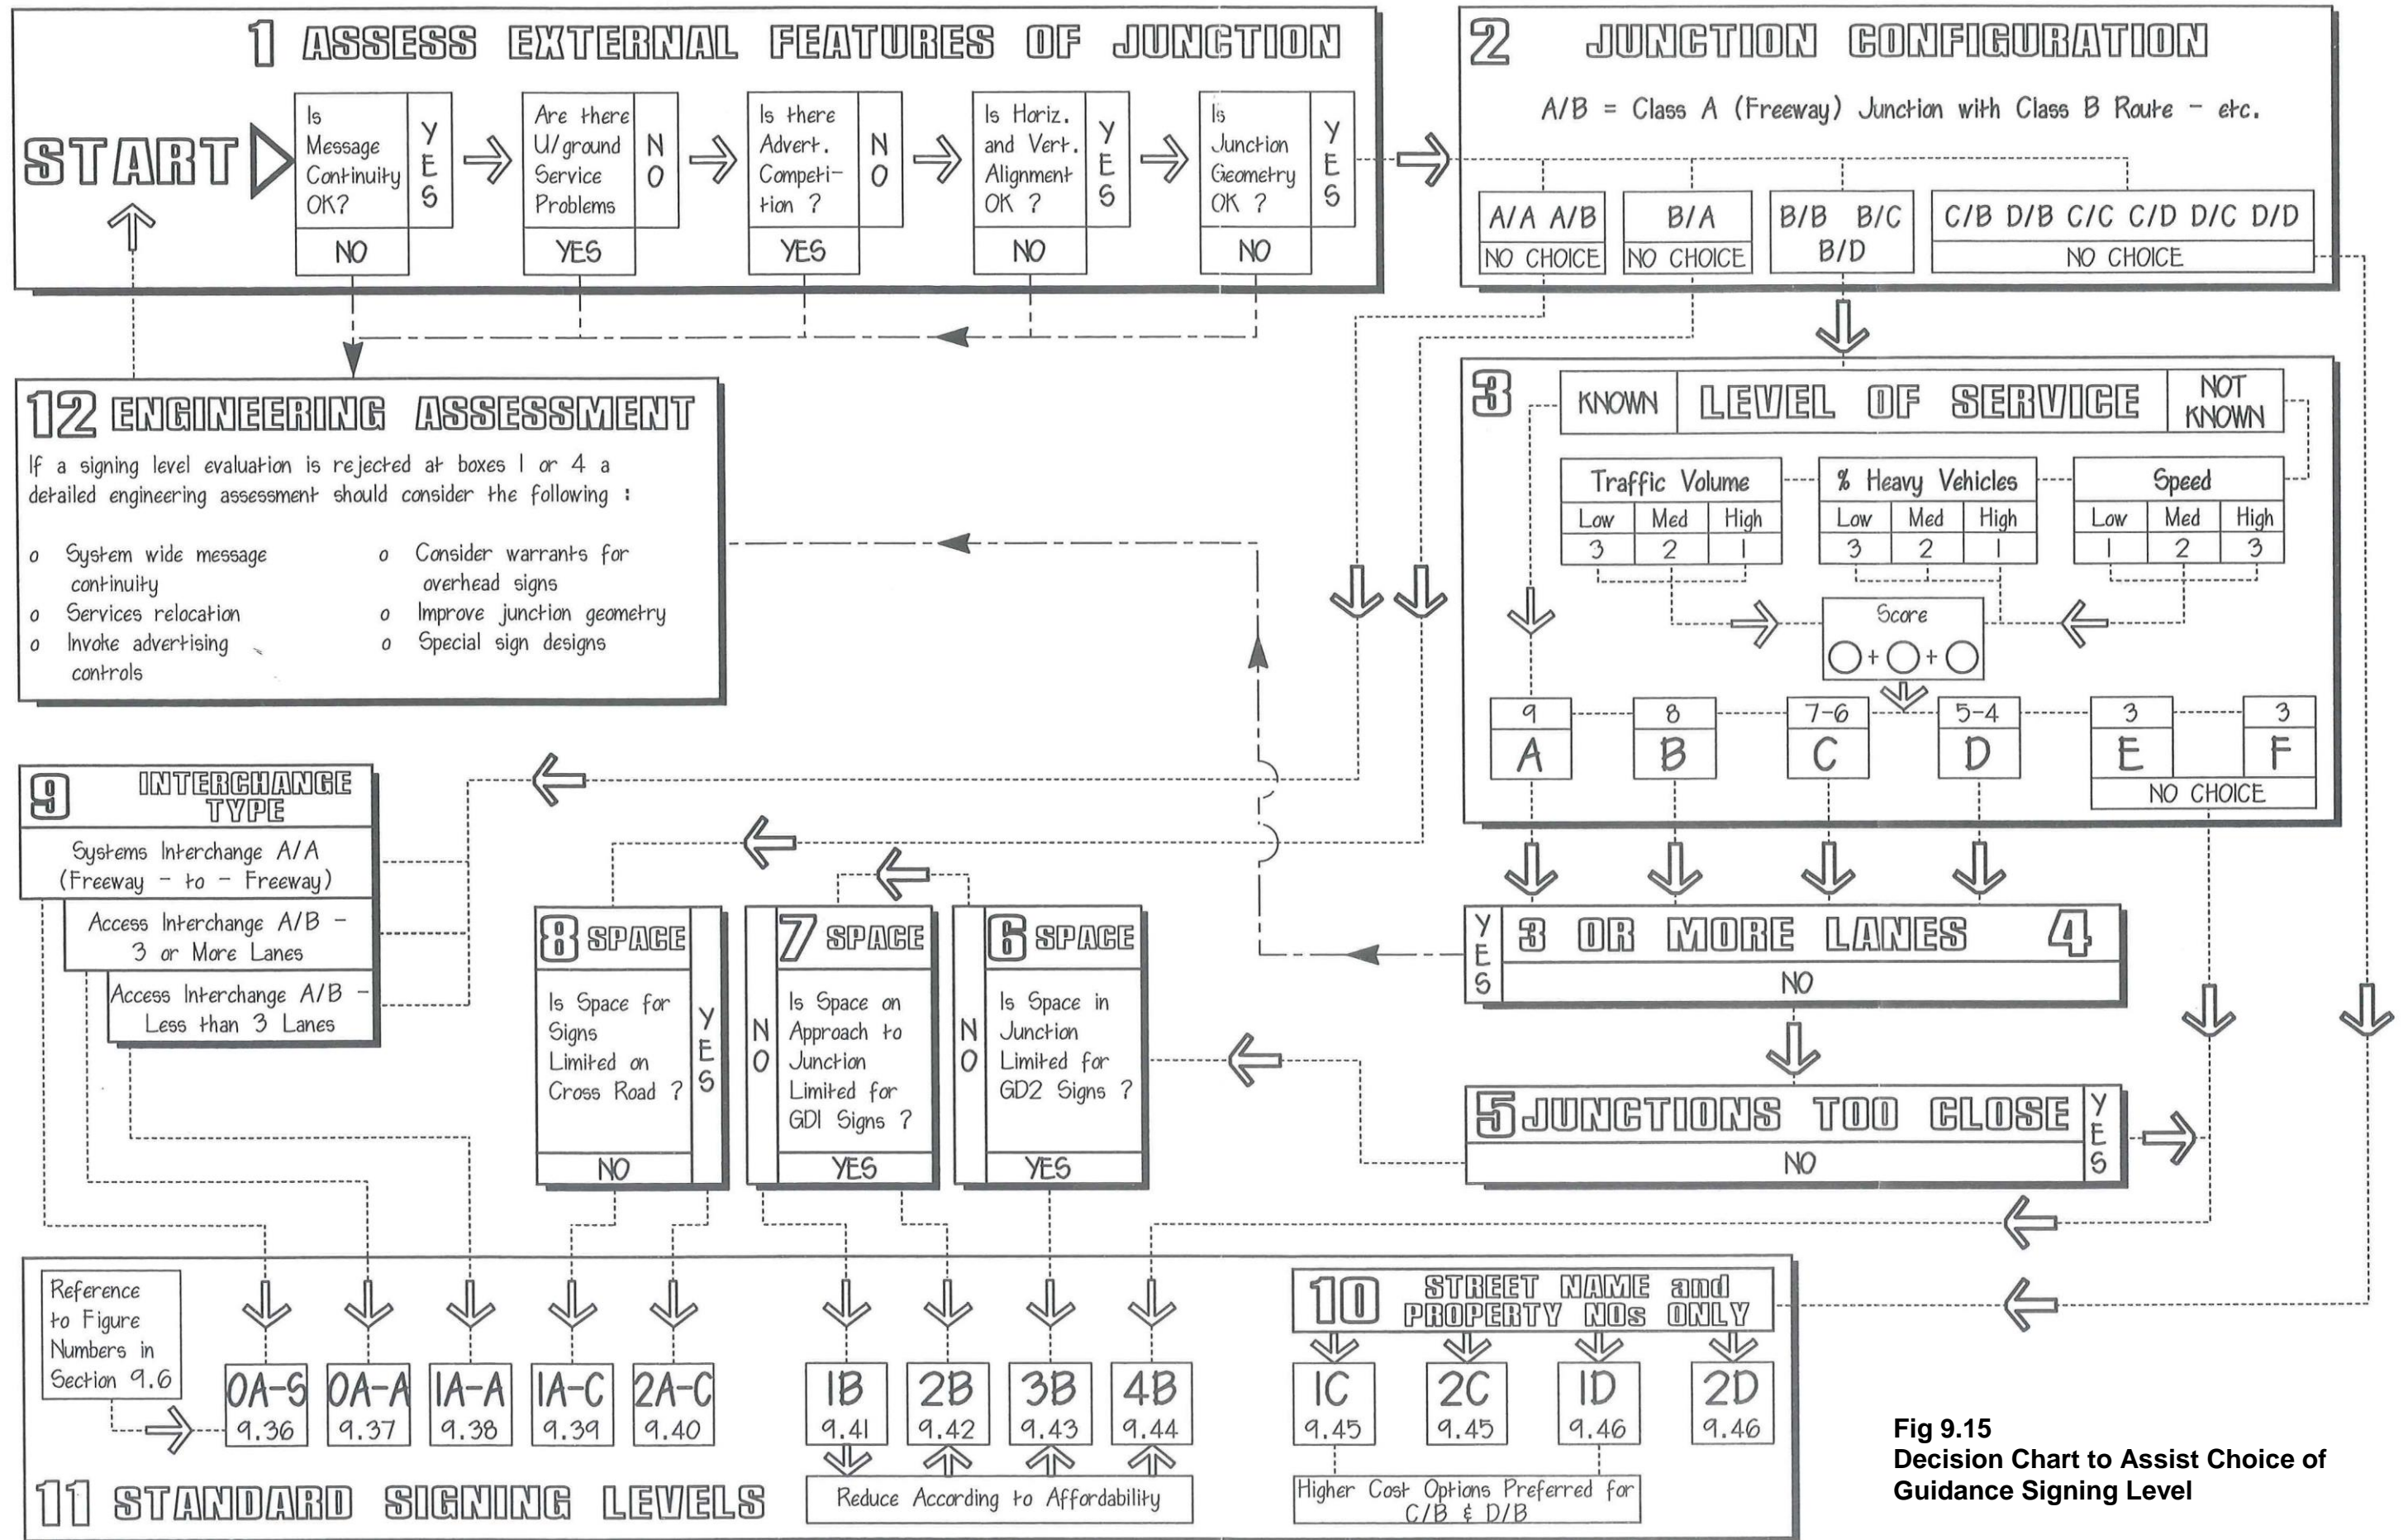 1 ASSESS EXTERNAL FEATURES OF JUNCTION
START
Is
Message
Continuity
OK?
YES
NO
Are there
U/ground
Service
Problems
NO
YES
Is there
Advert.
Competi-
tion ?
NO
YES
Is Horiz.
and Vert.
Alignment
OK ?
YES
NO
Is
Junction
Geometry
OK ?
YES
NO
2 JUNCTION CONFIGURATION
A/B = Class A (Freeway) Junction with Class B Route - etc.
A/A A/B
NO CHOICE
B/A
NO CHOICE
B/B B/C
B/D
C/B D/B C/C C/D D/C D/D
NO CHOICE
12 ENGINEERING ASSESSMENT
If a signing level evaluation is rejected at boxes 1 or 4 a
detailed engineering assessment should consider the following :
o System wide message
continuity
o Services relocation
o Invoke advertising
controls
o Consider warrants for
overhead signs
o Improve junction geometry
o Special sign designs
3
KNOWN
LEVEL OF SERVICE
NOT
KNOWN
Traffic Volume
Low Med High
3 2 1
% Heavy Vehicles
Low Med High
3 2 1
Speed
Low Med High
1 2 3
Score
+ +
9 8 7-6 5-4 3 3
A B C D E F
NO CHOICE
9 INTERCHANGE
TYPE
Systems Interchange A/A
(Freeway - to - Freeway)
Access Interchange A/B -
3 or More Lanes
Access Interchange A/B -
Less than 3 Lanes
8 SPACE
Is Space for
Signs
Limited on
Cross Road ?
YES
NO
7 SPACE
NO
Is Space on
Approach to
Junction
Limited for
GD1 Signs ?
YES
6 SPACE
NO
Is Space in
Junction
Limited for
GD2 Signs ?
YES
YES
3 OR MORE LANES 4
NO
5 JUNCTIONS TOO CLOSE
YES
NO
Reference
to Figure
Numbers in
Section 9.6
0A-S
9.36
0A-A
9.37
1A-A
9.38
1A-C
9.39
2A-C
9.40
1B
9.41
2B
9.42
3B
9.43
4B
9.44
Reduce According to Affordability
10 STREET NAME and
PROPERTY NOs ONLY
1C
9.45
2C
9.45
1D
9.46
2D
9.46
Higher Cost Options Preferred for
C/B & D/B
11 STANDARD SIGNING LEVELS
Fig 9.15
Decision Chart to Assist Choice of
Guidance Signing Level